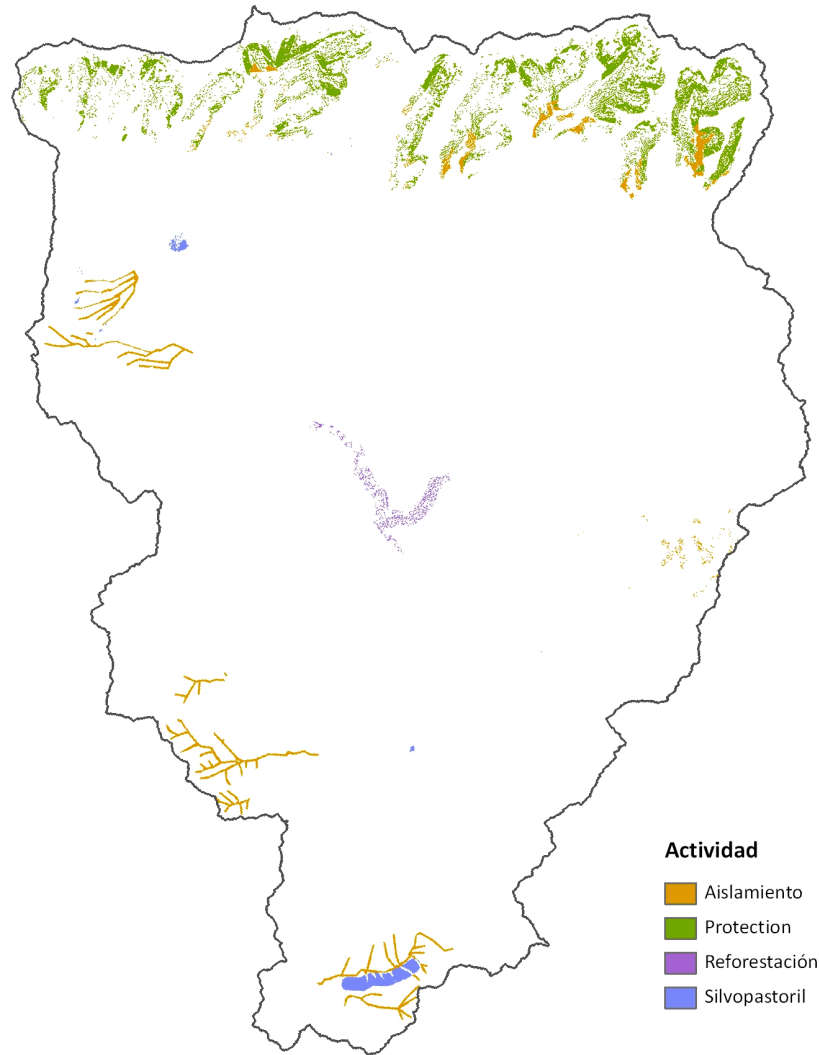 Actividad
Aislamiento
Protection
Reforestación
Silvopastoril